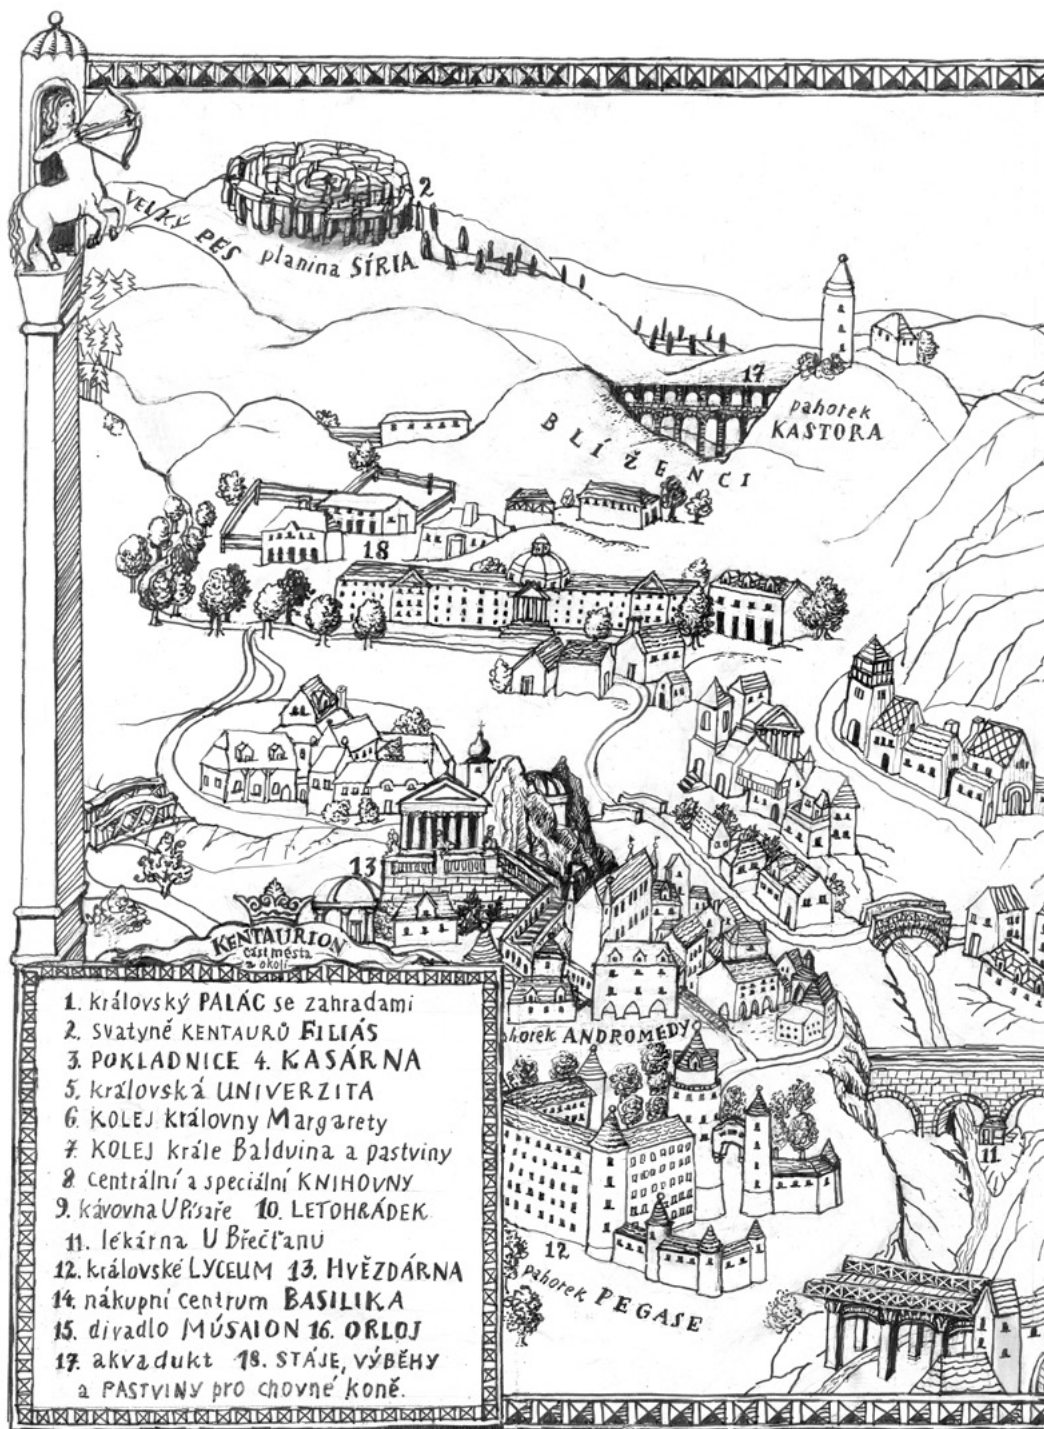 VELKÝ PES
2
planina SÍRIA
17
pahorek
KASTORA
BLÍŽENCI
18
13
KENTAURION
část města
a okolí
1. královský PALÁC se zahradami
2. svatyně KENTAURŮ FILIÁS
3. POKLADNICE 4. KASÁRNA
5. královská UNIVERZITA
6. KOLEJ královny Margarety
7. KOLEJ krále Balduina a pastviny
8. centrální a speciální KNIHOVNY
9. kávovna U Písaře 10. LETOHRÁDEK
11. lékárna U Břečťanu
12. královské LYCEUM 13. HVĚZDÁRNA
14. nákupní centrum BASILIKA
15. divadlo MÚSAION 16. ORLOJ
17. akvadukt 18. STÁJE, VÝBĚHY
a PASTVINY pro chovné koně.
horek ANDROMEDY
11
12
pahorek PEGASE